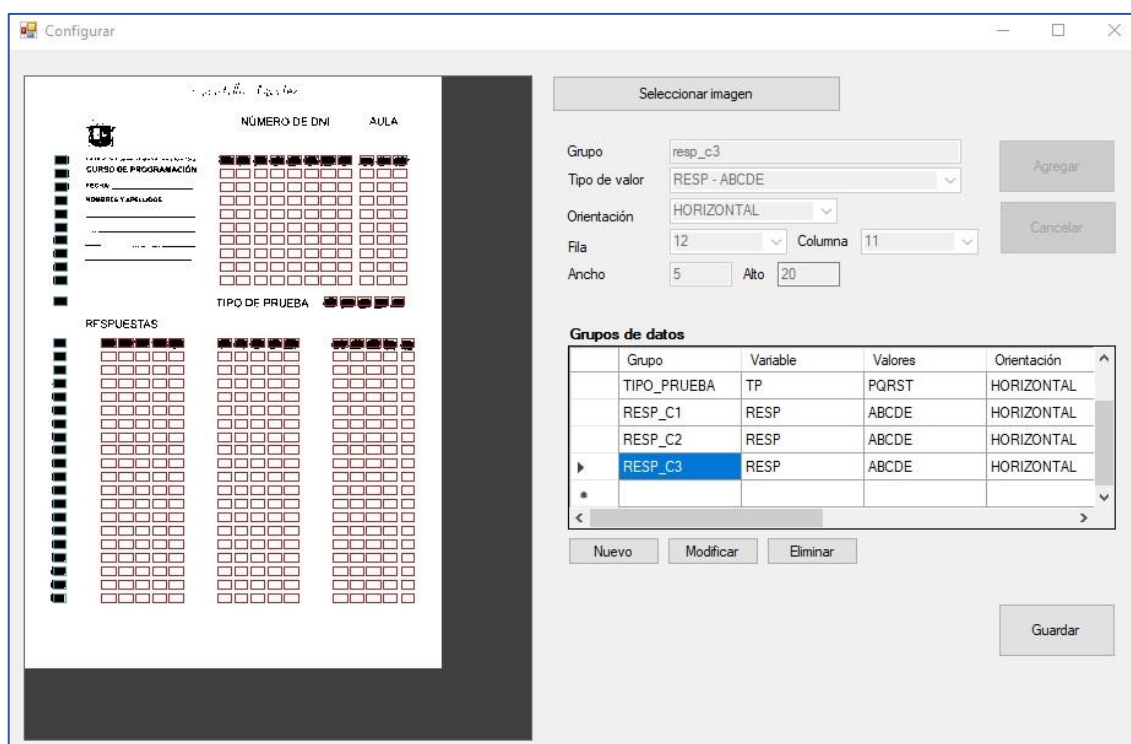 Configurar
NÚMERO DE DNI AULA
CURSO DE PROGRAMACIÓN
FECHA:
NOMBRES Y APELLIDOS
TIPO DE PRUEBA
RESPUESTAS
Seleccionar imagen
Grupo resp_c3
Tipo de valor RESP - ABCDE
Orientación HORIZONTAL
Fila 12 Columna 11
Ancho 5 Alto 20
Agregar
Cancelar
Grupos de datos
Grupo Variable Valores Orientación
TIPO_PRUEBA TP PQRST HORIZONTAL
RESP_C1 RESP ABCDE HORIZONTAL
RESP_C2 RESP ABCDE HORIZONTAL
RESP_C3 RESP ABCDE HORIZONTAL
Nuevo Modificar Eliminar
Guardar